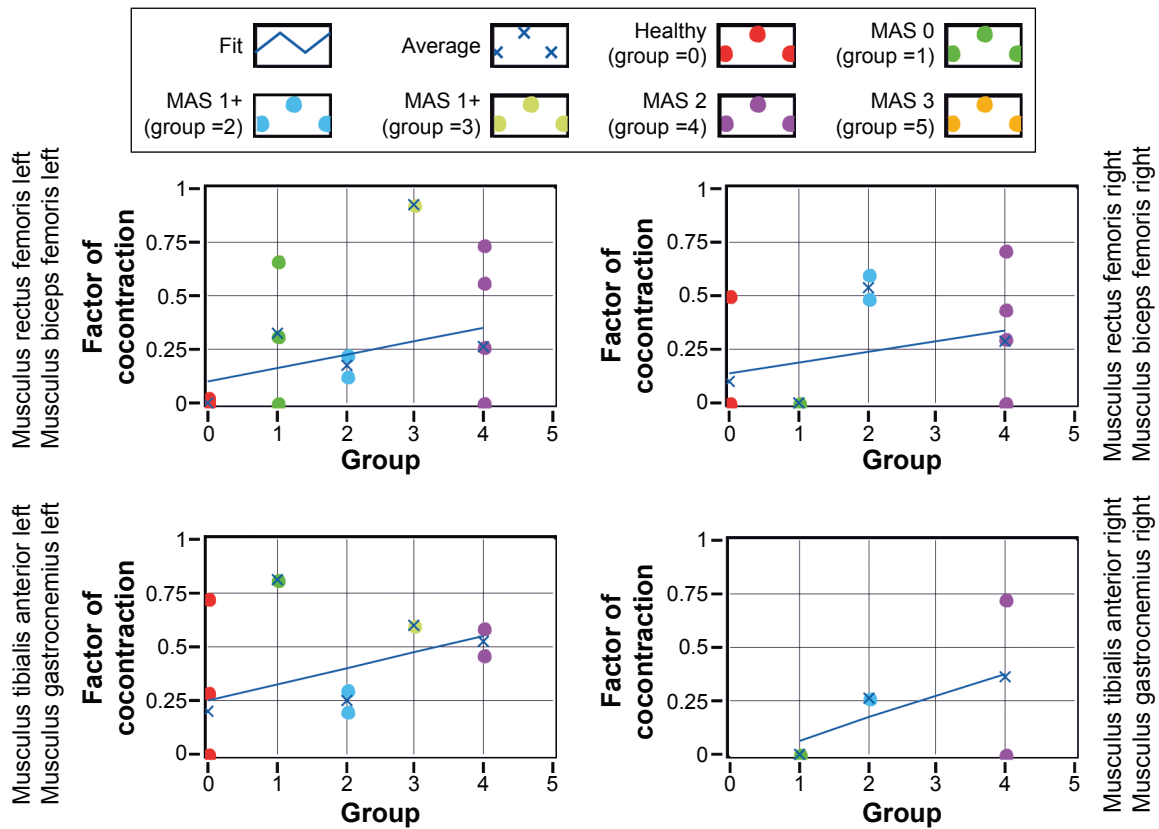 Fit
Average
Healthy
(group =0)
MAS 0
(group =1)
MAS 1+
(group =2)
MAS 1+
(group =3)
MAS 2
(group =4)
MAS 3
(group =5)
Musculus rectus femoris left
Musculus biceps femoris left
Factor of
cocontraction
1
0.75
0.5
0.25
0
0 1 2 3 4 5
Group
Factor of
cocontraction
1
0.75
0.5
0.25
0
0 1 2 3 4 5
Group
Musculus rectus femoris right
Musculus biceps femoris right
Musculus tibialis anterior left
Musculus gastrocnemius left
Factor of
cocontraction
1
0.75
0.5
0.25
0
0 1 2 3 4 5
Group
Factor of
cocontraction
1
0.75
0.5
0.25
0
0 1 2 3 4 5
Group
Musculus tibialis anterior right
Musculus gastrocnemius right